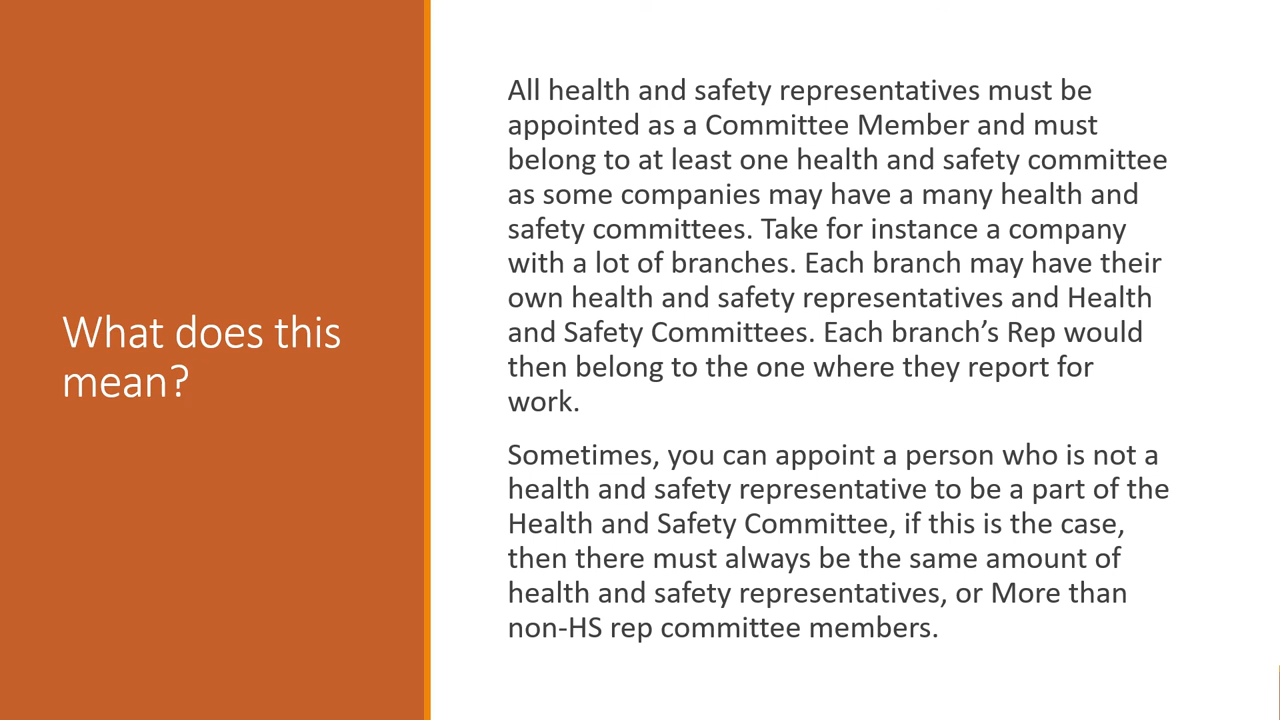 What does this
mean?
All health and safety representatives must be
appointed as a Committee Member and must
belong to at least one health and safety committee
as some companies may have a many health and
safety committees. Take for instance a company
with a lot of branches. Each branch may have their
own health and safety representatives and Health
and Safety Committees. Each branch’s Rep would
then belong to the one where they report for
work.
Sometimes, you can appoint a person who is not a
health and safety representative to be a part of the
Health and Safety Committee, if this is the case,
then there must always be the same amount of
health and safety representatives, or More than
non-HS rep committee members.